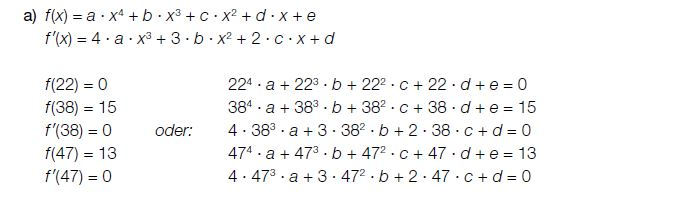 a) f(x) = a · x⁴ + b · x³ + c · x² + d · x + e
f′(x) = 4 · a · x³ + 3 · b · x² + 2 · c · x + d
f(22) = 0 22⁴ · a + 22³ · b + 22² · c + 22 · d + e = 0
f(38) = 15 38⁴ · a + 38³ · b + 38² · c + 38 · d + e = 15
f′(38) = 0 oder: 4 · 38³ · a + 3 · 38² · b + 2 · 38 · c + d = 0
f(47) = 13 47⁴ · a + 47³ · b + 47² · c + 47 · d + e = 13
f′(47) = 0 4 · 47³ · a + 3 · 47² · b + 2 · 47 · c + d = 0